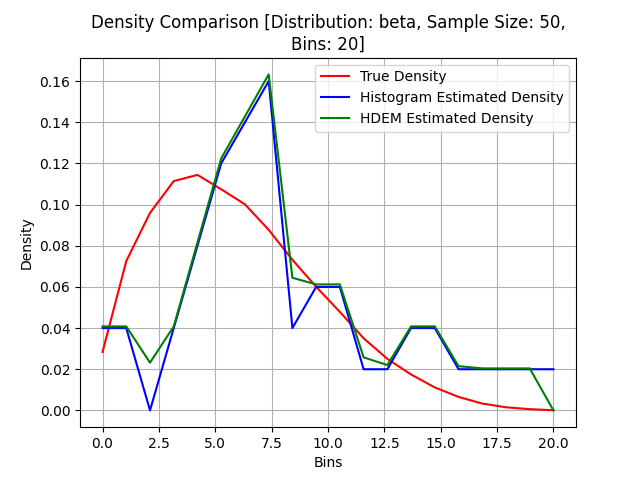 Density Comparison [Distribution: beta, Sample Size: 50,
Bins: 20]
True Density
Histogram Estimated Density
HDEM Estimated Density
Density
0.16
0.14
0.12
0.10
0.08
0.06
0.04
0.02
0.00
0.0 2.5 5.0 7.5 10.0 12.5 15.0 17.5 20.0
Bins